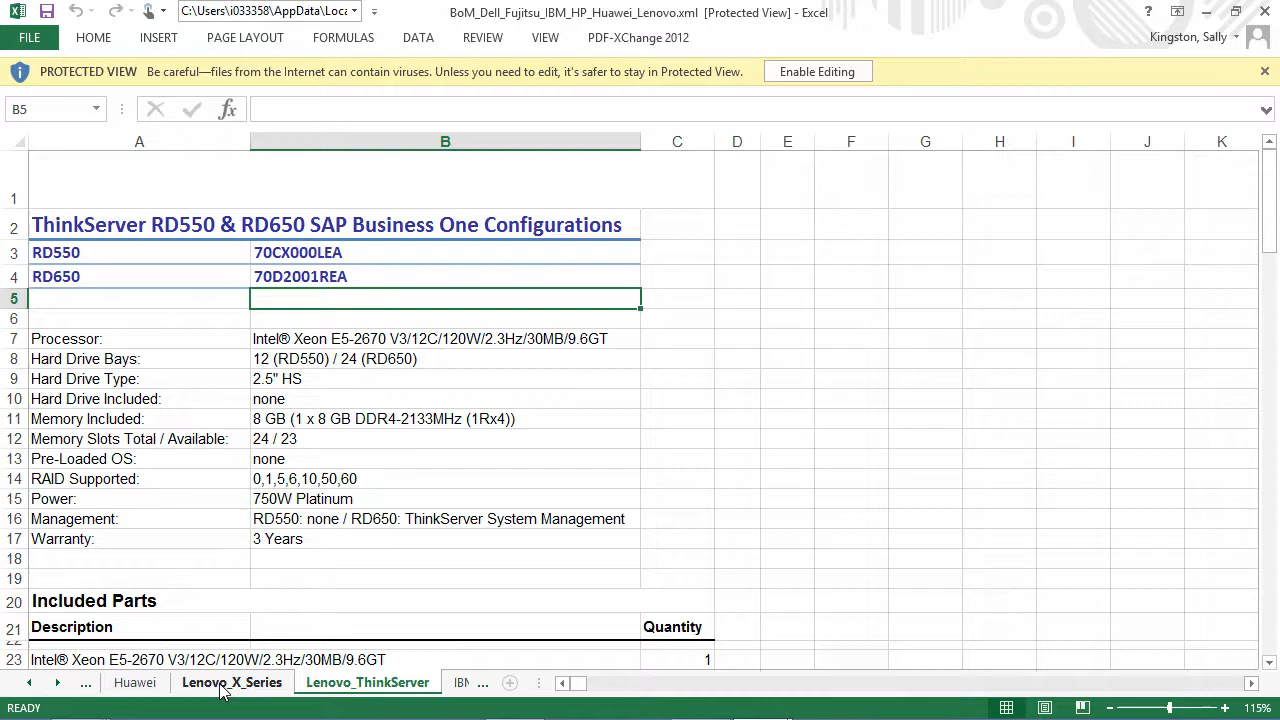 C:\Users\i033358\AppData\Loca
BoM_Dell_Fujitsu_IBM_HP_Huawei_Lenovo.xml [Protected View] - Excel
?
FILE HOME INSERT PAGE LAYOUT FORMULAS DATA REVIEW VIEW PDF-XChange 2012
Kingston, Sally
PROTECTED VIEW Be careful—files from the Internet can contain viruses. Unless you need to edit, it's safer to stay in Protected View. Enable Editing
B5 fx
A B C D E F G H I J K
1
2 ThinkServer RD550 & RD650 SAP Business One Configurations
3 RD550 70CX000LEA
4 RD650 70D2001REA
5
6
7 Processor: Intel® Xeon E5-2670 V3/12C/120W/2.3Hz/30MB/9.6GT
8 Hard Drive Bays: 12 (RD550) / 24 (RD650)
9 Hard Drive Type: 2.5" HS
10 Hard Drive Included: none
11 Memory Included: 8 GB (1 x 8 GB DDR4-2133MHz (1Rx4))
12 Memory Slots Total / Available: 24 / 23
13 Pre-Loaded OS: none
14 RAID Supported: 0,1,5,6,10,50,60
15 Power: 750W Platinum
16 Management: RD550: none / RD650: ThinkServer System Management
17 Warranty: 3 Years
18
19
20 Included Parts
21 Description Quantity
23 Intel® Xeon E5-2670 V3/12C/120W/2.3Hz/30MB/9.6GT 1
... Huawei Lenovo_X_Series Lenovo_ThinkServer IBM ...
READY 115%